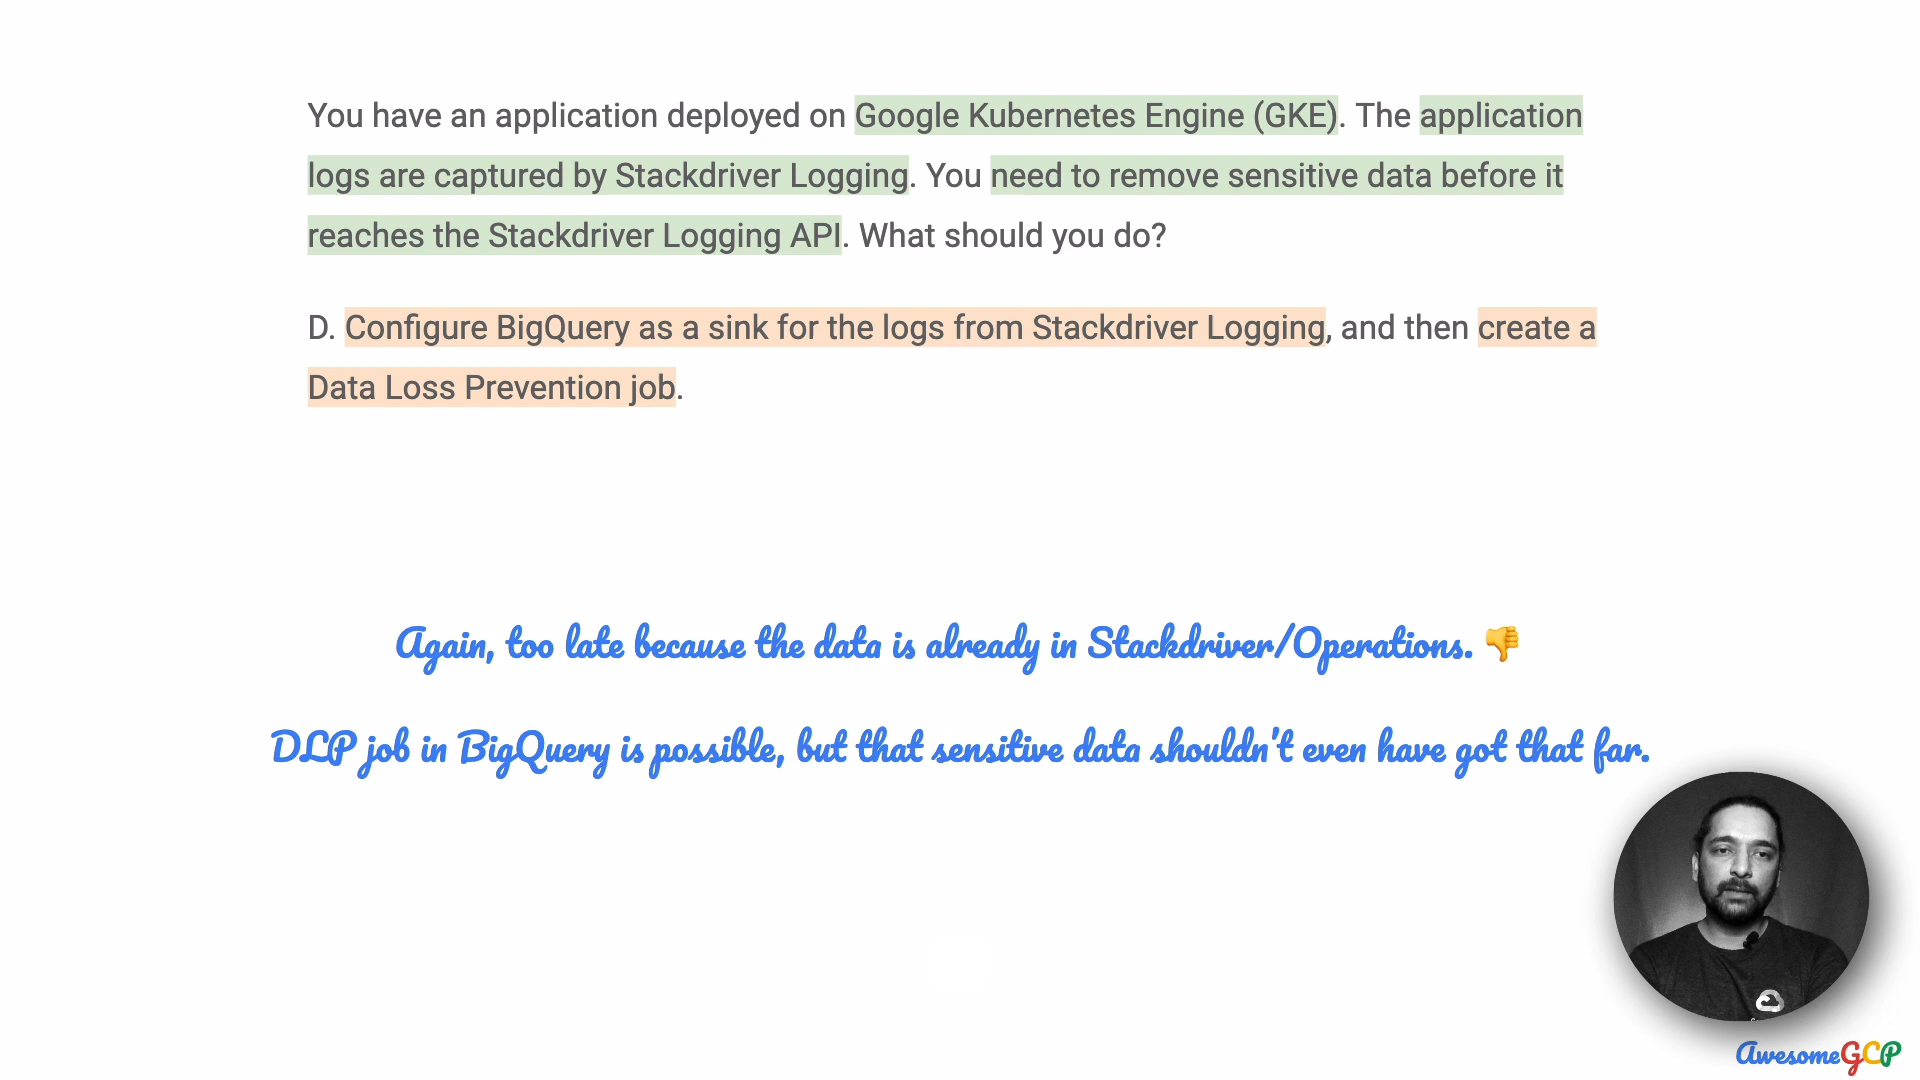 You have an application deployed on Google Kubernetes Engine (GKE). The application
logs are captured by Stackdriver Logging. You need to remove sensitive data before it
reaches the Stackdriver Logging API. What should you do?
D. Configure BigQuery as a sink for the logs from Stackdriver Logging, and then create a
Data Loss Prevention job.
Again, too late because the data is already in Stackdriver/Operations. 👎
DLP job in BigQuery is possible, but that sensitive data shouldn't even have got that far.
AwesomeGCP